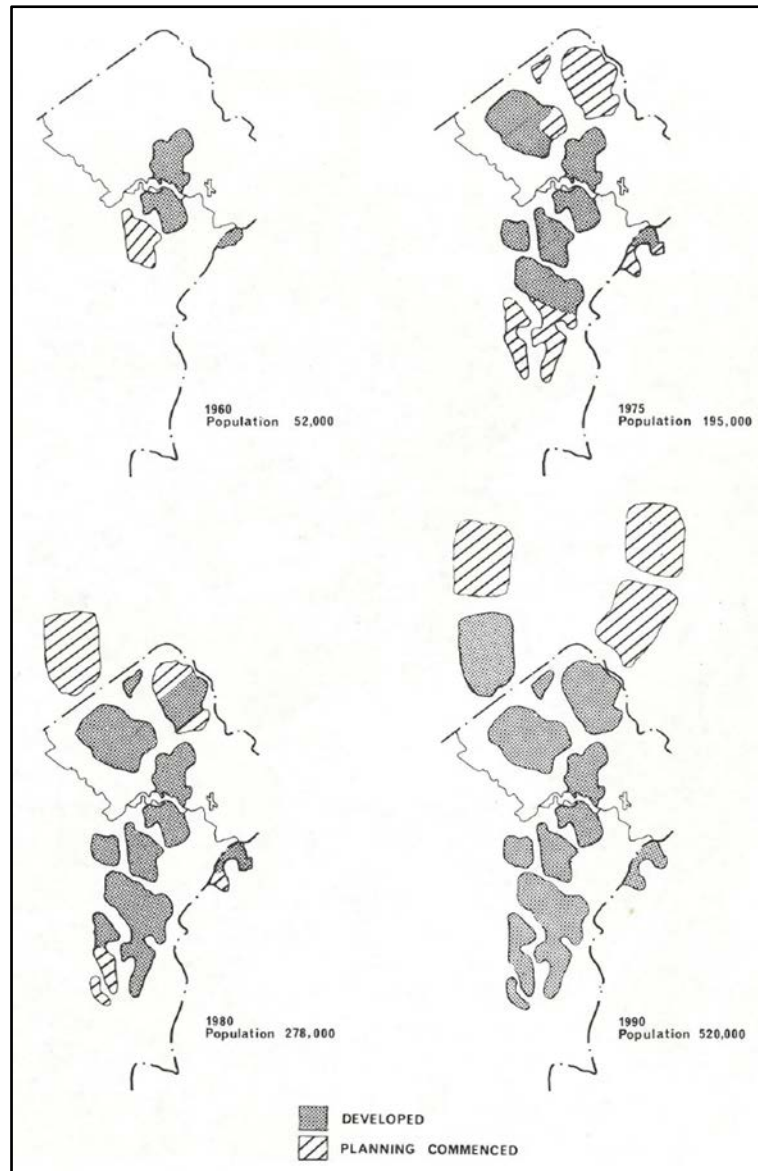 1960
Population 52,000
1975
Population 195,000
1980
Population 278,000
1990
Population 520,000
DEVELOPED
PLANNING COMMENCED